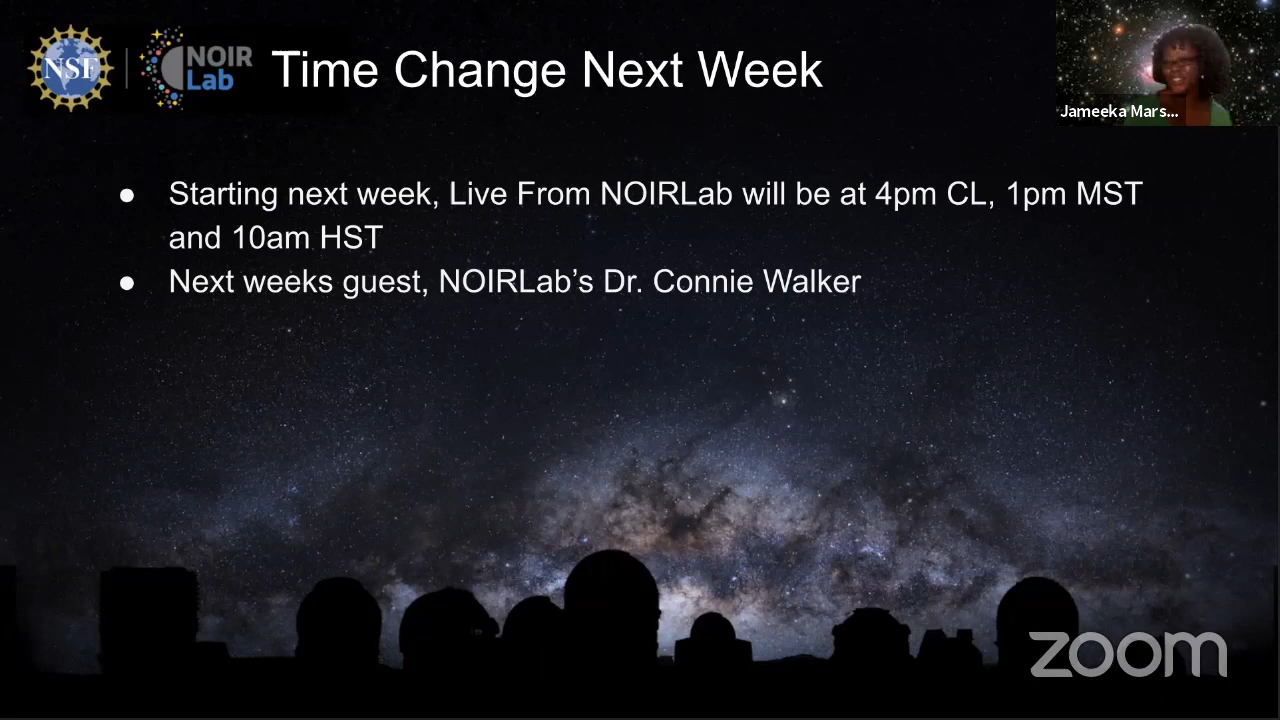 NSF
NOIR
Lab
Time Change Next Week
Jameeka Mars...
● Starting next week, Live From NOIRLab will be at 4pm CL, 1pm MST
and 10am HST
● Next weeks guest, NOIRLab’s Dr. Connie Walker
zoom